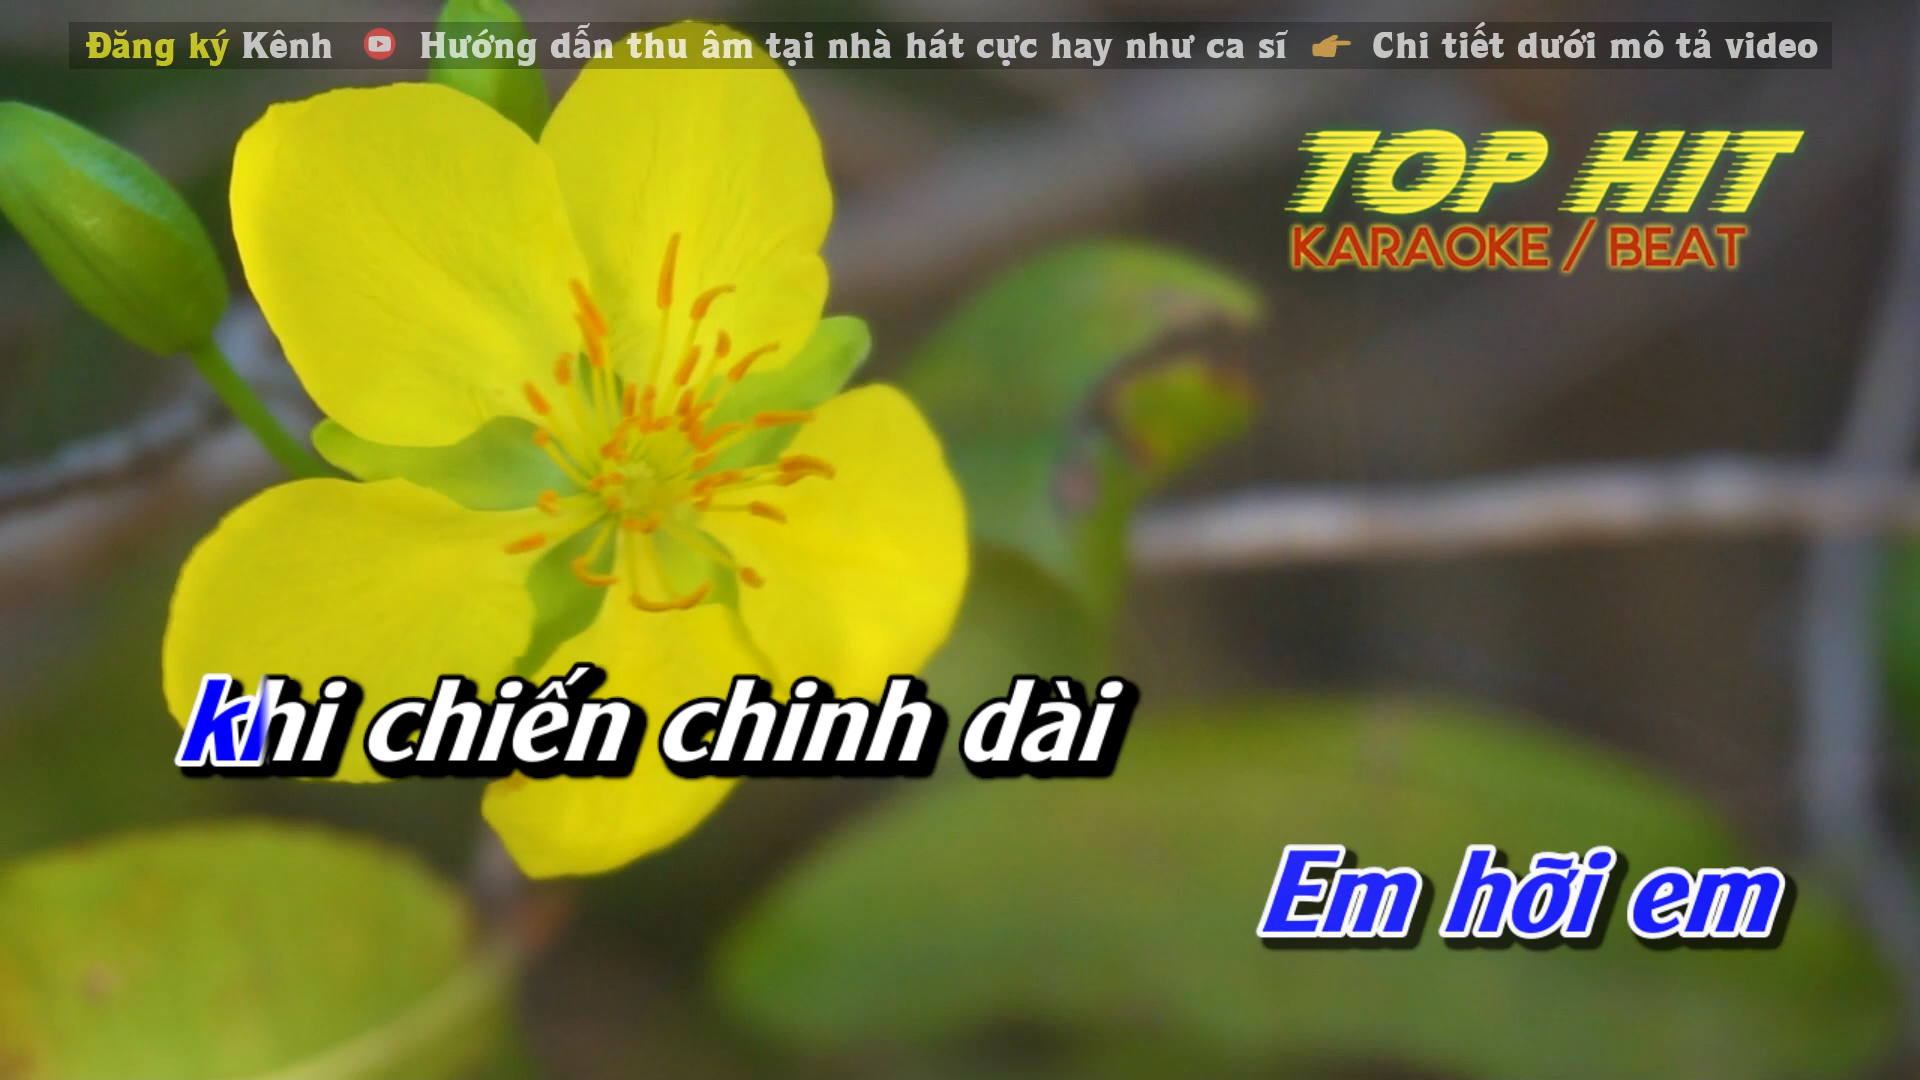 Đăng ký Kênh Hướng dẫn thu âm tại nhà hát cực hay như ca sĩ 👉 Chi tiết dưới mô tả video
TOP HIT
KARAOKE / BEAT
khi chiến chinh dài
Em hỡi em